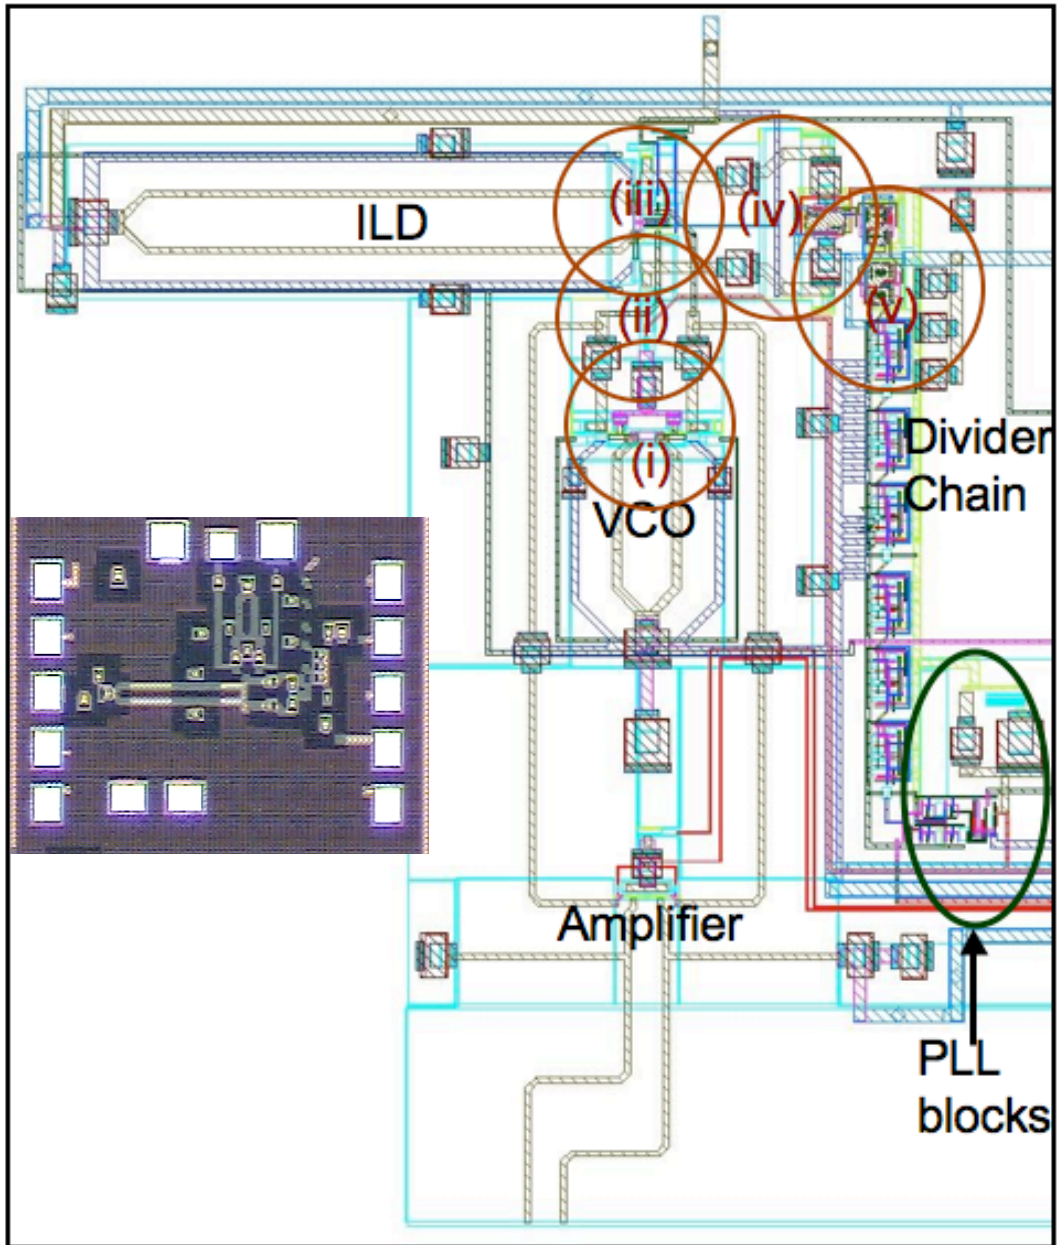 (iii)
(iv)
ILD
(ii)
(v)
Divider
Chain
(i)
VCO
Amplifier
PLL
blocks